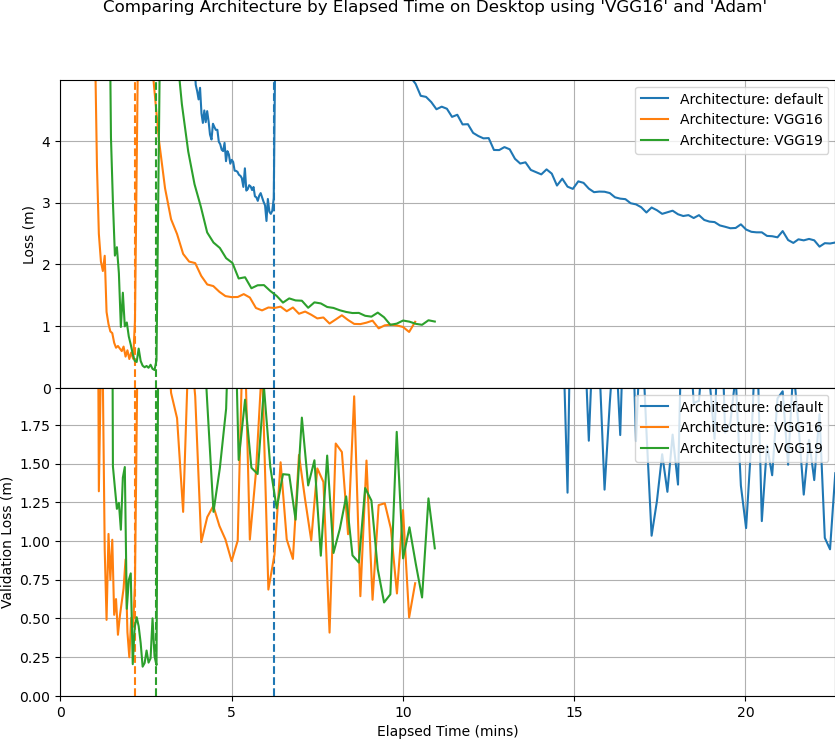 Comparing Architecture by Elapsed Time on Desktop using 'VGG16' and 'Adam'
Architecture: default
Architecture: VGG16
Architecture: VGG19
Loss (m)
4
3
2
1
0
Architecture: default
Architecture: VGG16
Architecture: VGG19
Validation Loss (m)
1.75
1.50
1.25
1.00
0.75
0.50
0.25
0.00
0 5 10 15 20
Elapsed Time (mins)